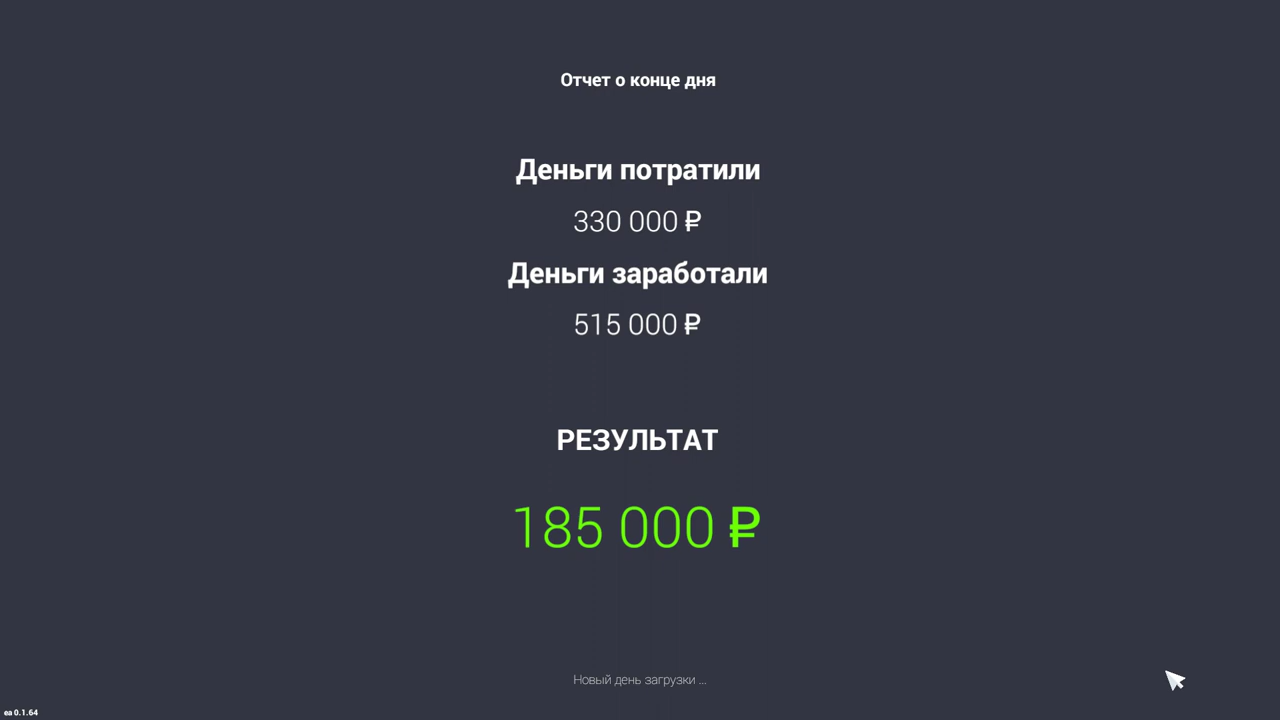 Отчет о конце дня
Деньги потратили
330 000 ₽
Деньги заработали
515 000 ₽
РЕЗУЛЬТАТ
185 000 ₽
Новый день загрузки ...
ea 0.1.64